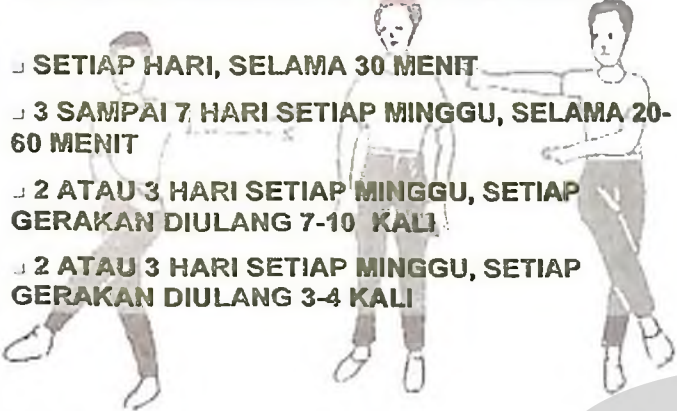 SETIAP HARI, SELAMA 30 MENIT
3 SAMPAI 7 HARI SETIAP MINGGU, SELAMA 20-
60 MENIT
2 ATAU 3 HARI SETIAP MINGGU, SETIAP
GERAKAN DIULANG 7-10 KALI
2 ATAU 3 HARI SETIAP MINGGU, SETIAP
GERAKAN DIULANG 3-4 KALI